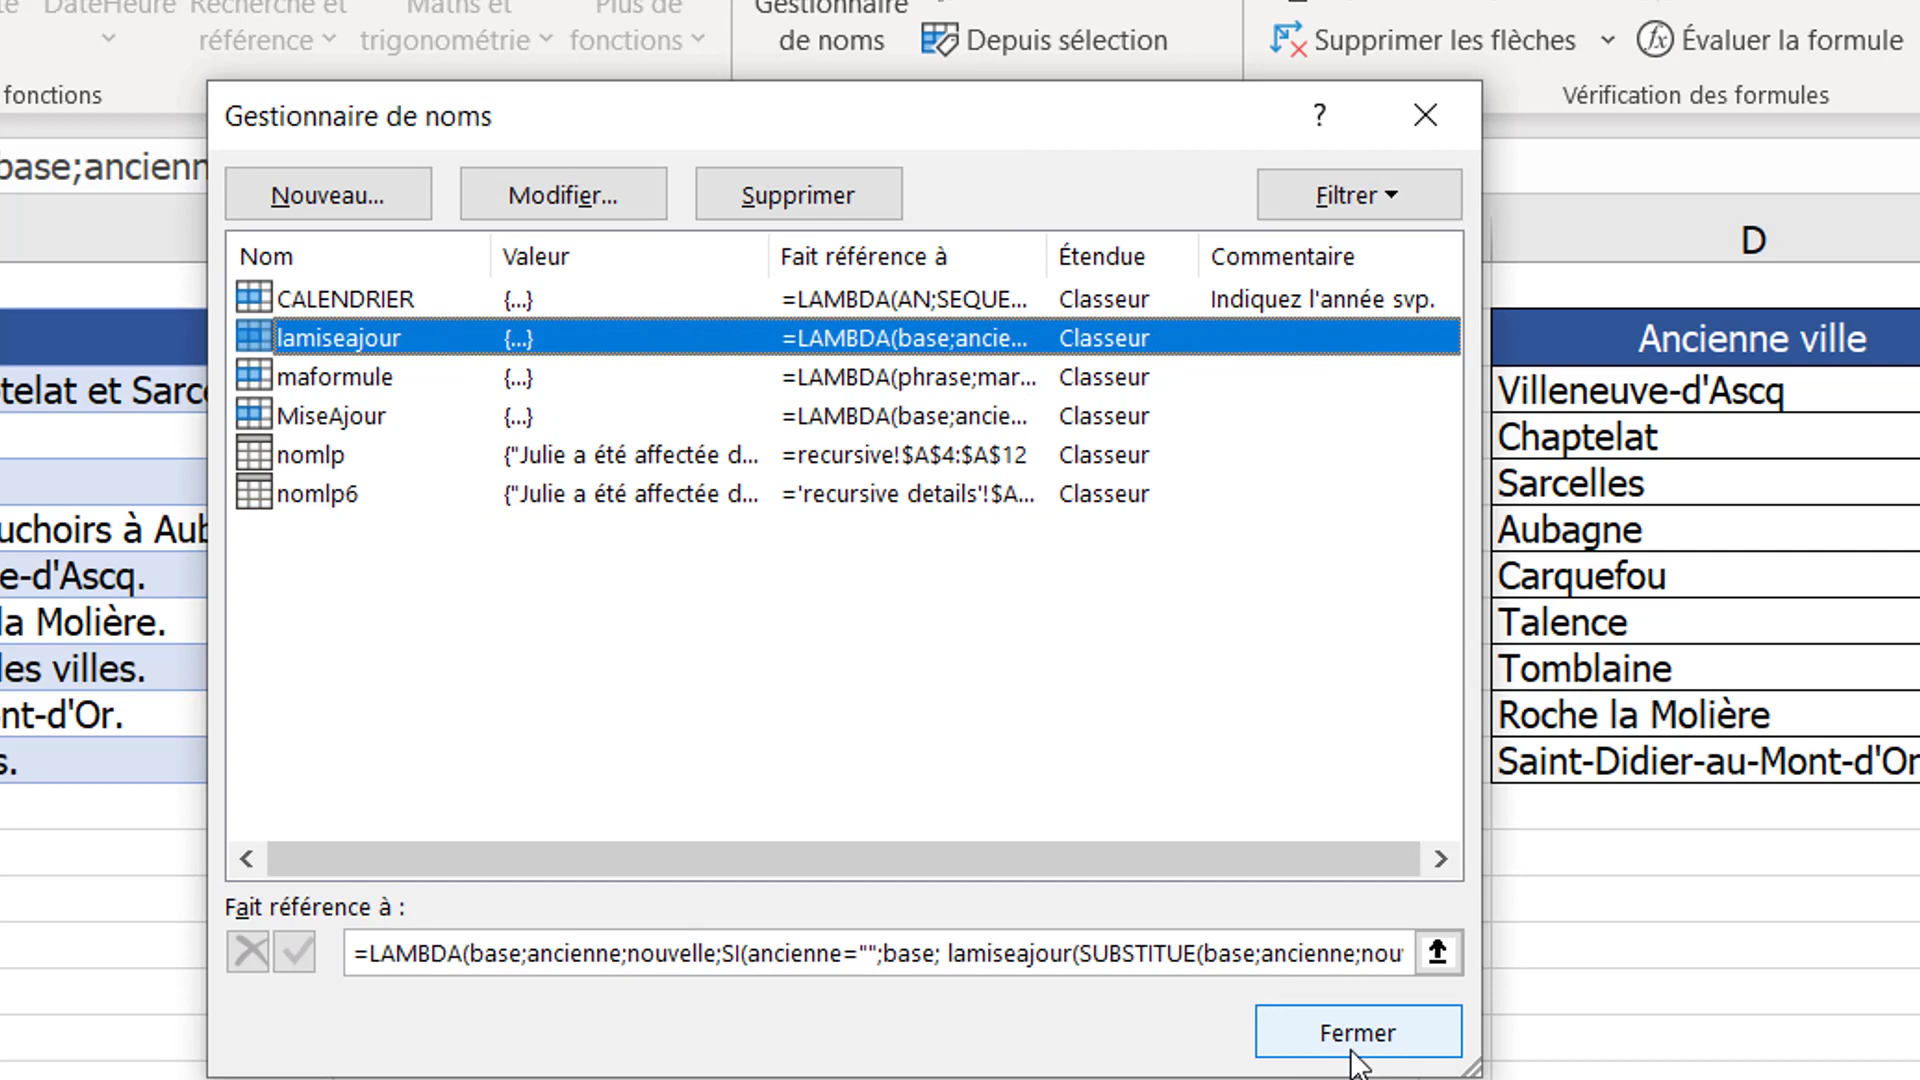 DateHeure Recherche et Maths et Plus de Gestionnaire
référence trigonométrie fonctions de noms Depuis sélection Supprimer les flèches Évaluer la formule
fonctions Vérification des formules
Gestionnaire de noms ?
base;ancienn
Nouveau... Modifier... Supprimer Filtrer
D
Nom Valeur Fait référence à Étendue Commentaire
CALENDRIER {...} =LAMBDA(AN;SEQUE... Classeur Indiquez l'année svp.
lamiseajour {...} =LAMBDA(base;ancie... Classeur
maformule {...} =LAMBDA(phrase;mar... Classeur
MiseAjour {...} =LAMBDA(base;ancie... Classeur
nomlp {"Julie a été affectée d... =recursive!$A$4:$A$12 Classeur
nomlp6 {"Julie a été affectée d... ='recursive details'!$A... Classeur
telat et Sarc
uchoirs à Aub
e-d'Ascq.
la Molière.
les villes.
nt-d'Or.
s.
Ancienne ville
Villeneuve-d'Ascq
Chaptelat
Sarcelles
Aubagne
Carquefou
Talence
Tomblaine
Roche la Molière
Saint-Didier-au-Mont-d'Or
Fait référence à :
=LAMBDA(base;ancienne;nouvelle;SI(ancienne="";base; lamiseajour(SUBSTITUE(base;ancienne;nou
Fermer